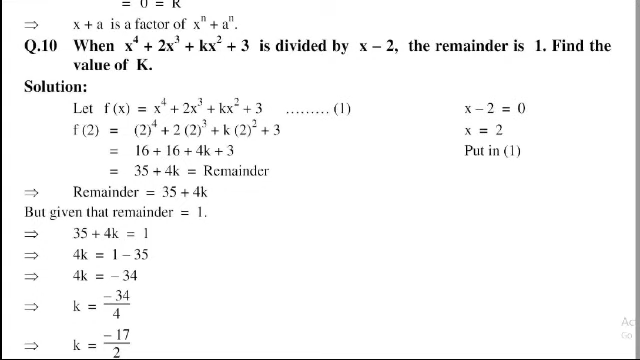 = 0 = R
⇒ x + a is a factor of xⁿ + aⁿ.
Q.10 When x⁴ + 2x³ + kx² + 3 is divided by x – 2, the remainder is 1. Find the
value of K.
Solution:
Let f (x) = x⁴ + 2x³ + kx² + 3 ......... (1) x – 2 = 0
f (2) = (2)⁴ + 2 (2)³ + k (2)² + 3 x = 2
= 16 + 16 + 4k + 3 Put in (1)
= 35 + 4k = Remainder
⇒ Remainder = 35 + 4k
But given that remainder = 1.
⇒ 35 + 4k = 1
⇒ 4k = 1 – 35
⇒ 4k = – 34
⇒ k = – 34 / 4
⇒ k = – 17 / 2
Ac
Go